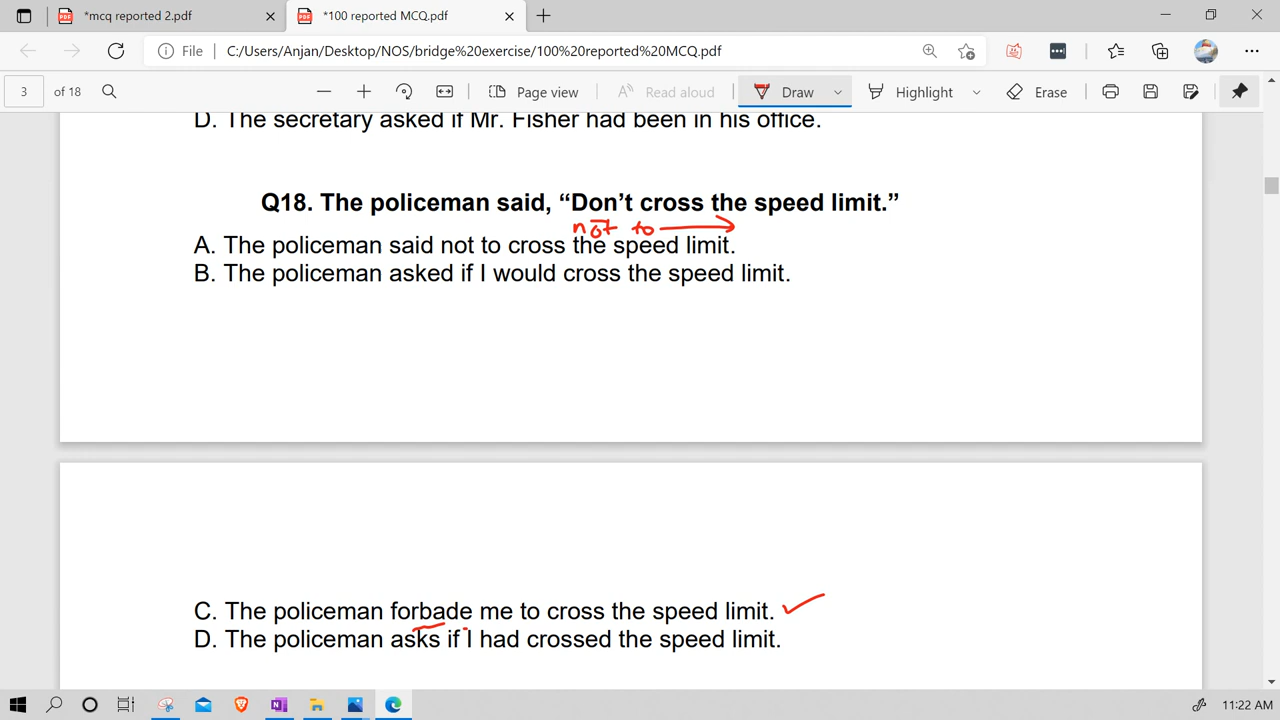 *mcq reported 2.pdf
*100 reported MCQ.pdf
File
C:/Users/Anjan/Desktop/NOS/bridge%20exercise/100%20reported%20MCQ.pdf
3 of 18
Page view
Read aloud
Draw
Highlight
Erase
D. The secretary asked if Mr. Fisher had been in his office.
Q18. The policeman said, “Don’t cross the speed limit.”
not to
A. The policeman said not to cross the speed limit.
B. The policeman asked if I would cross the speed limit.
C. The policeman forbade me to cross the speed limit.
D. The policeman asks if I had crossed the speed limit.
11:22 AM